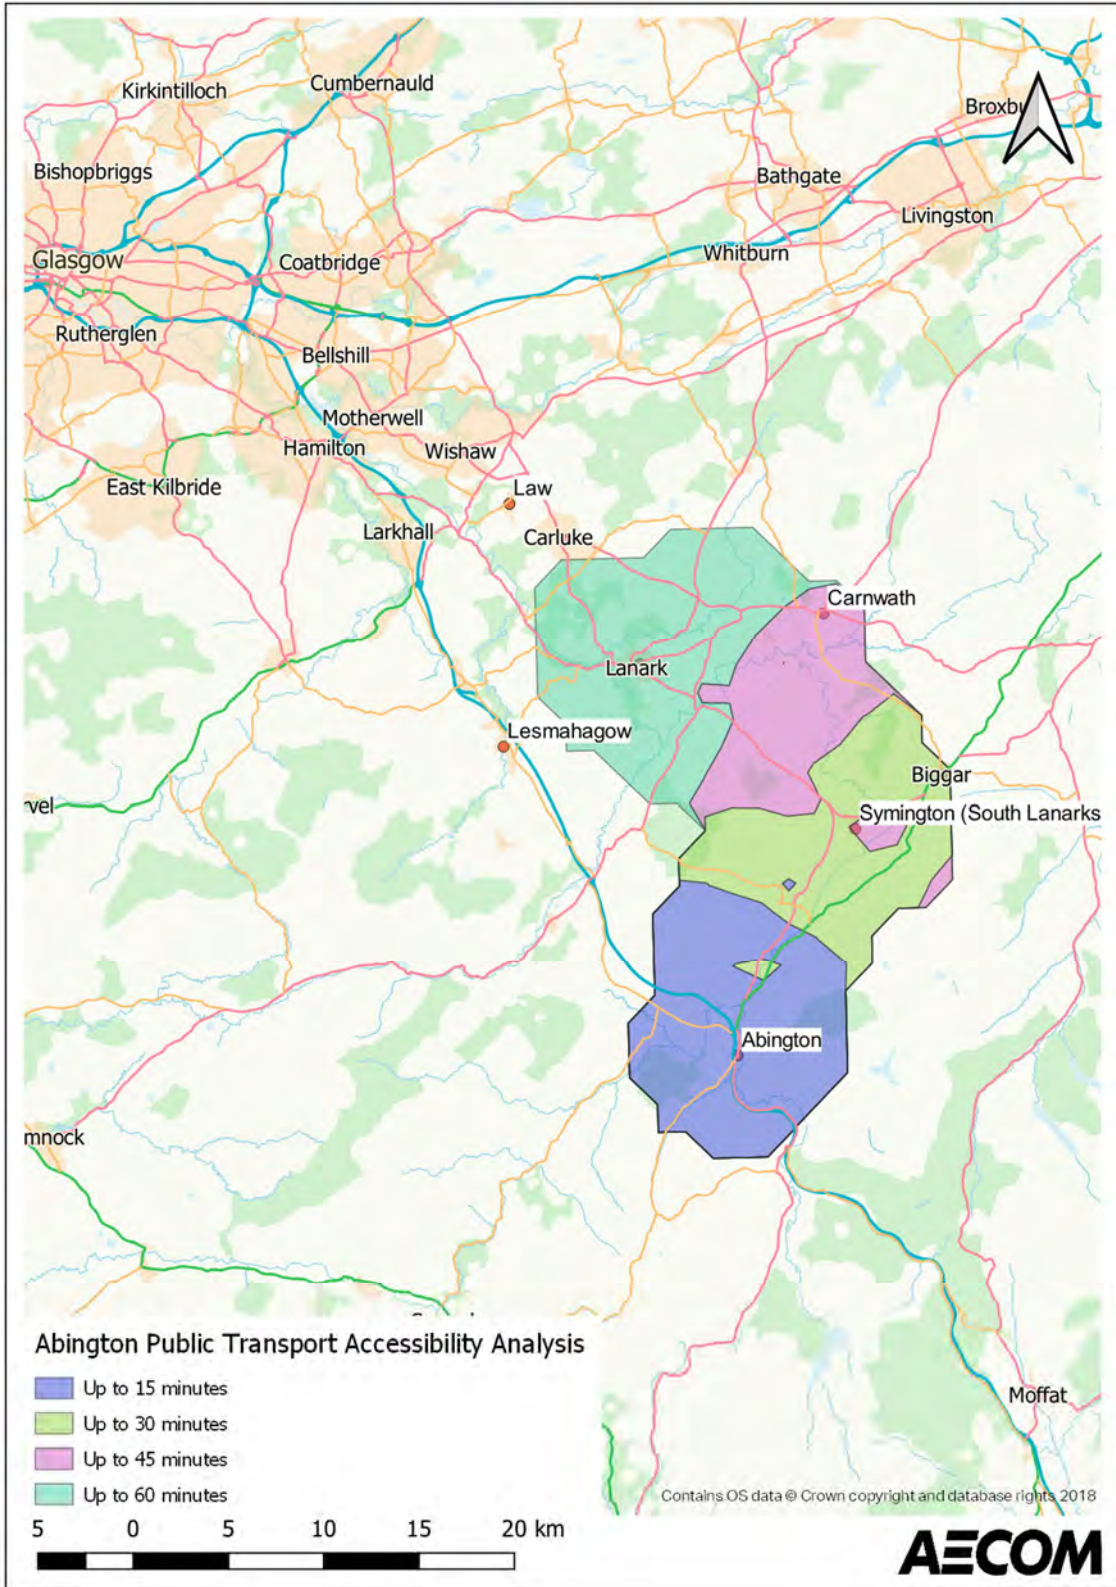 Cumbernauld
Kirkintilloch
Bishopbriggs
Bathgate
Livingston
Whitburn
Glasgow
Coatbridge
Rutherglen
Bellshill
Motherwell
Hamilton
Wishaw
East Kilbride
Law
Larkhall
Carluke
Carnwath
Lanark
Lesmahagow
Biggar
vel
Symington (South Lanarks
Abington
mnock
Abington Public Transport Accessibility Analysis
Up to 15 minutes
Up to 30 minutes
Up to 45 minutes
Up to 60 minutes
Moffat
Contains OS data © Crown copyright and database rights 2018
5 0 5 10 15 20 km
AECOM